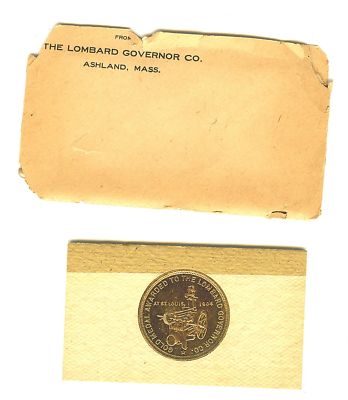 FROM
THE LOMBARD GOVERNOR CO.
ASHLAND, MASS.
GOLD MEDAL AWARDED TO THE LOMBARD GOVERNOR CO.
AT ST. LOUIS, 1904